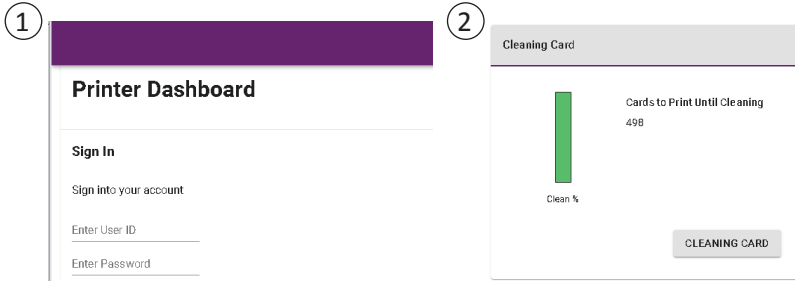 1
Printer Dashboard
Sign In
Sign into your account
Enter User ID
Enter Password
2
Cleaning Card
Cards to Print Until Cleaning
498
Clean %
CLEANING CARD